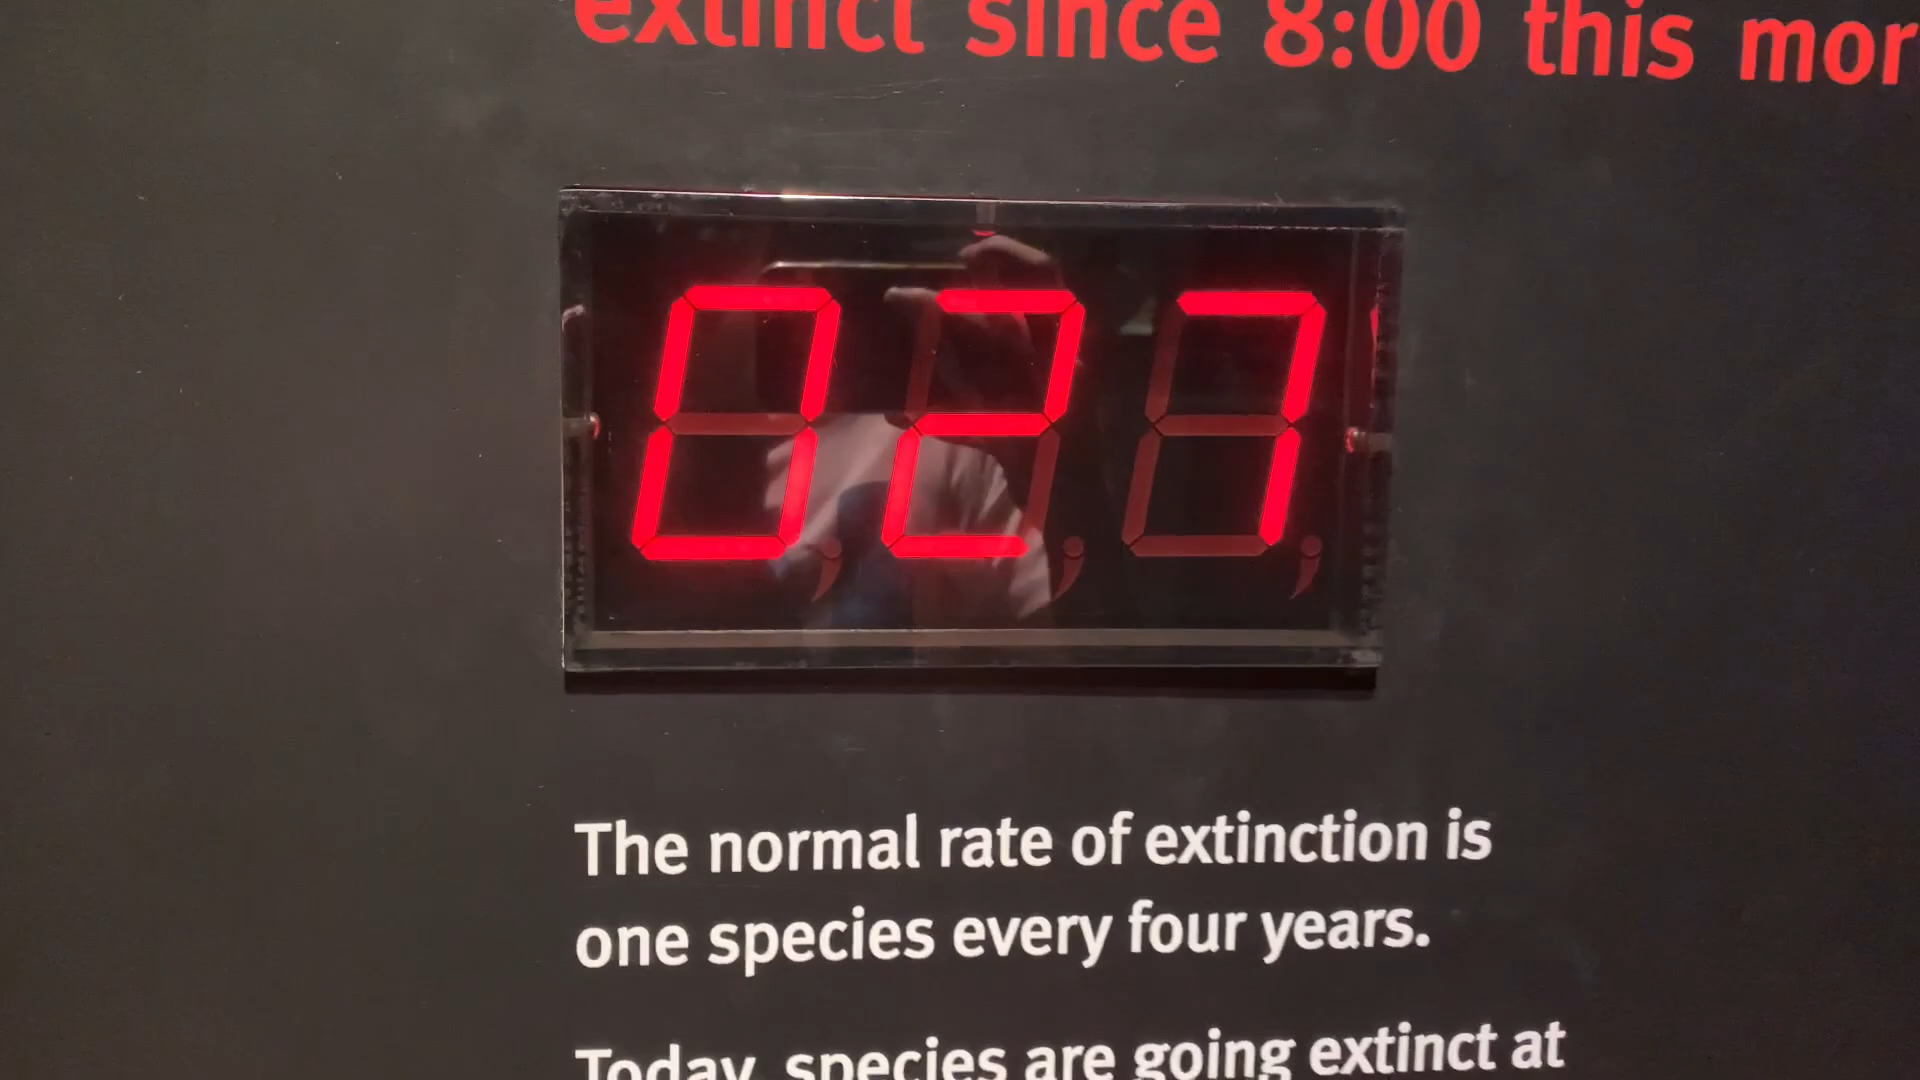 extinct since 8:00 this mor
027
The normal rate of extinction is
one species every four years.
Today, species are going extinct at